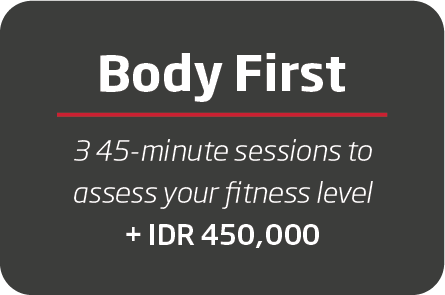 Body First
3 45-minute sessions to
assess your fitness level
+ IDR 450,000